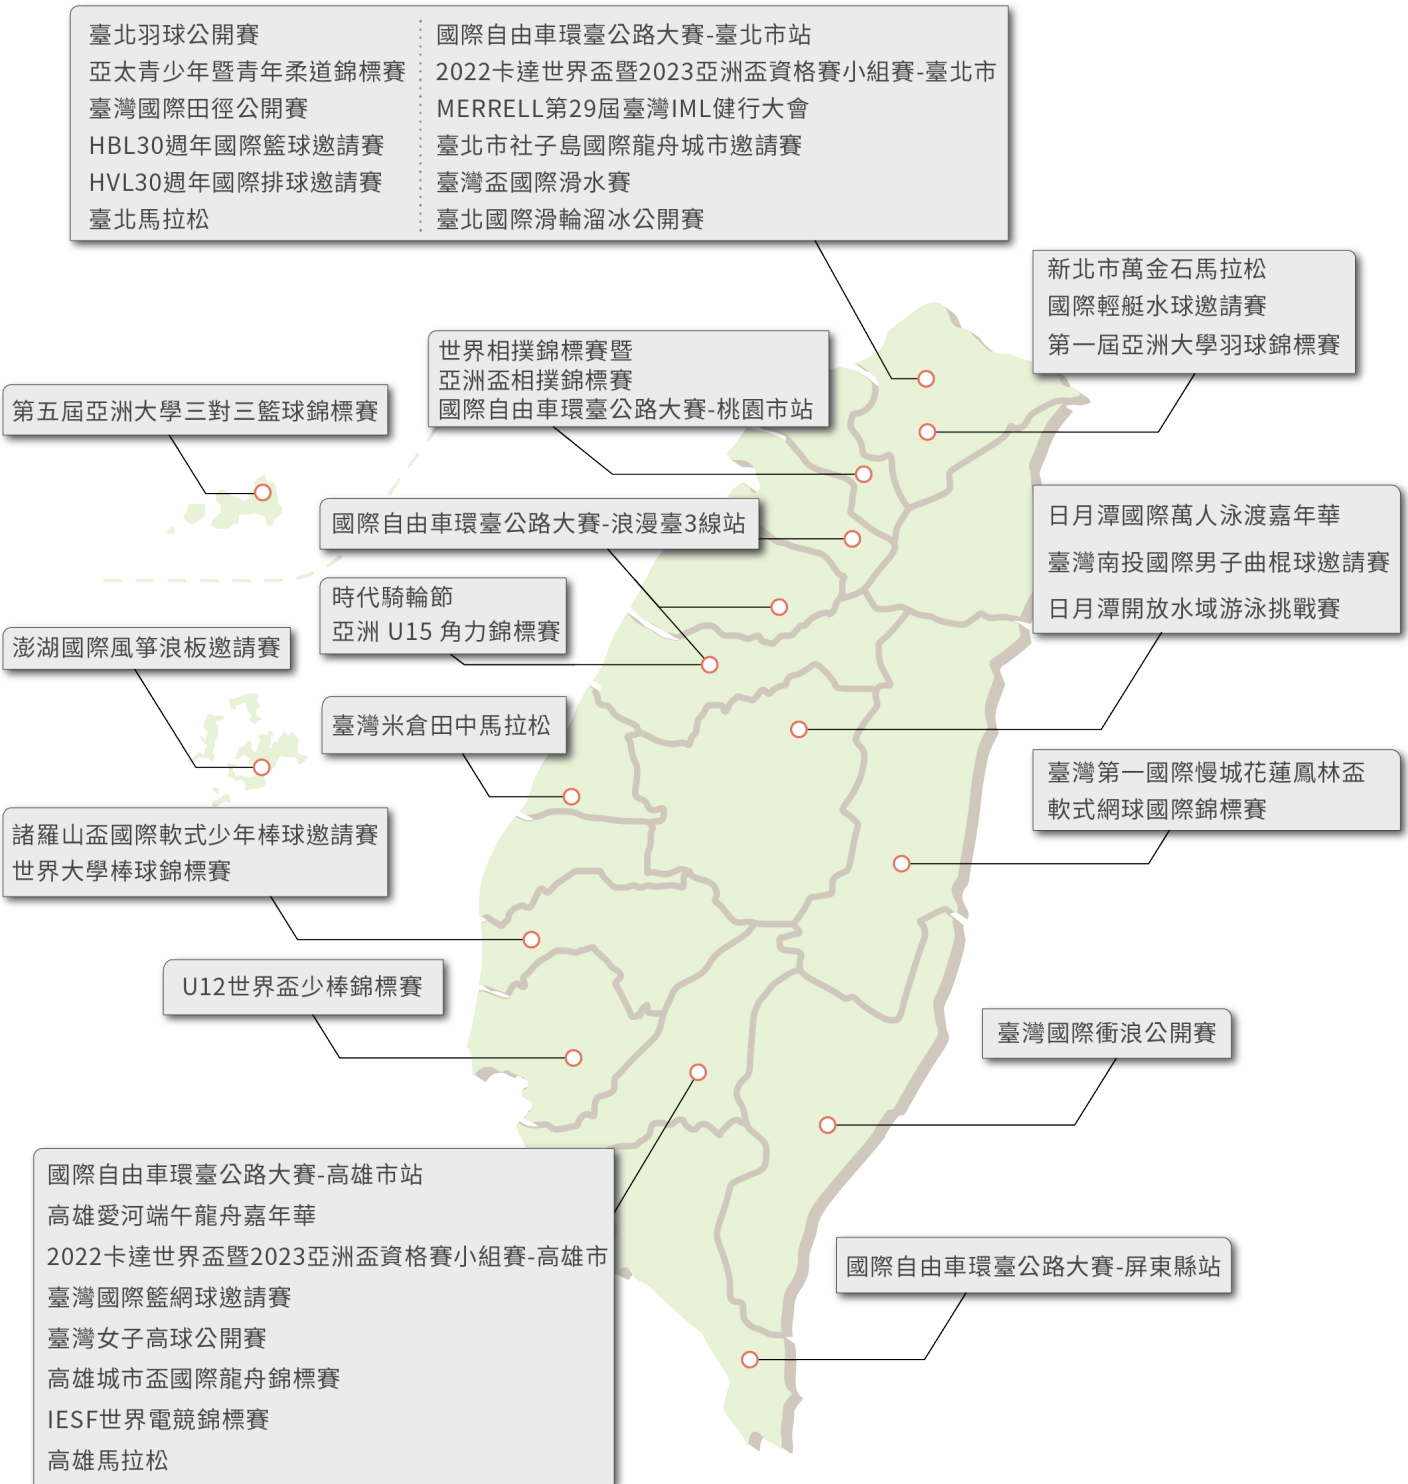 臺北羽球公開賽
亞太青少年暨青年柔道錦標賽
臺灣國際田徑公開賽
HBL30週年國際籃球邀請賽
HVL30週年國際排球邀請賽
臺北馬拉松
國際自由車環臺公路大賽-臺北市站
2022卡達世界盃暨2023亞洲盃資格賽小組賽-臺北市
MERRELL第29屆臺灣IML健行大會
臺北市社子島國際龍舟城市邀請賽
臺灣盃國際滑水賽
臺北國際滑輪溜冰公開賽
新北市萬金石馬拉松
國際輕艇水球邀請賽
第一屆亞洲大學羽球錦標賽
世界相撲錦標賽暨
亞洲盃相撲錦標賽
國際自由車環臺公路大賽-桃園市站
第五屆亞洲大學三對三籃球錦標賽
國際自由車環臺公路大賽-浪漫臺3線站
日月潭國際萬人泳渡嘉年華
臺灣南投國際男子曲棍球邀請賽
日月潭開放水域游泳挑戰賽
時代騎輪節
亞洲 U15 角力錦標賽
澎湖國際風箏浪板邀請賽
臺灣米倉田中馬拉松
臺灣第一國際慢城花蓮鳳林盃
軟式網球國際錦標賽
諸羅山盃國際軟式少年棒球邀請賽
世界大學棒球錦標賽
U12世界盃少棒錦標賽
臺灣國際衝浪公開賽
國際自由車環臺公路大賽-高雄市站
高雄愛河端午龍舟嘉年華
2022卡達世界盃暨2023亞洲盃資格賽小組賽-高雄市
臺灣國際籃網球邀請賽
臺灣女子高球公開賽
高雄城市盃國際龍舟錦標賽
IESF世界電競錦標賽
高雄馬拉松
國際自由車環臺公路大賽-屏東縣站